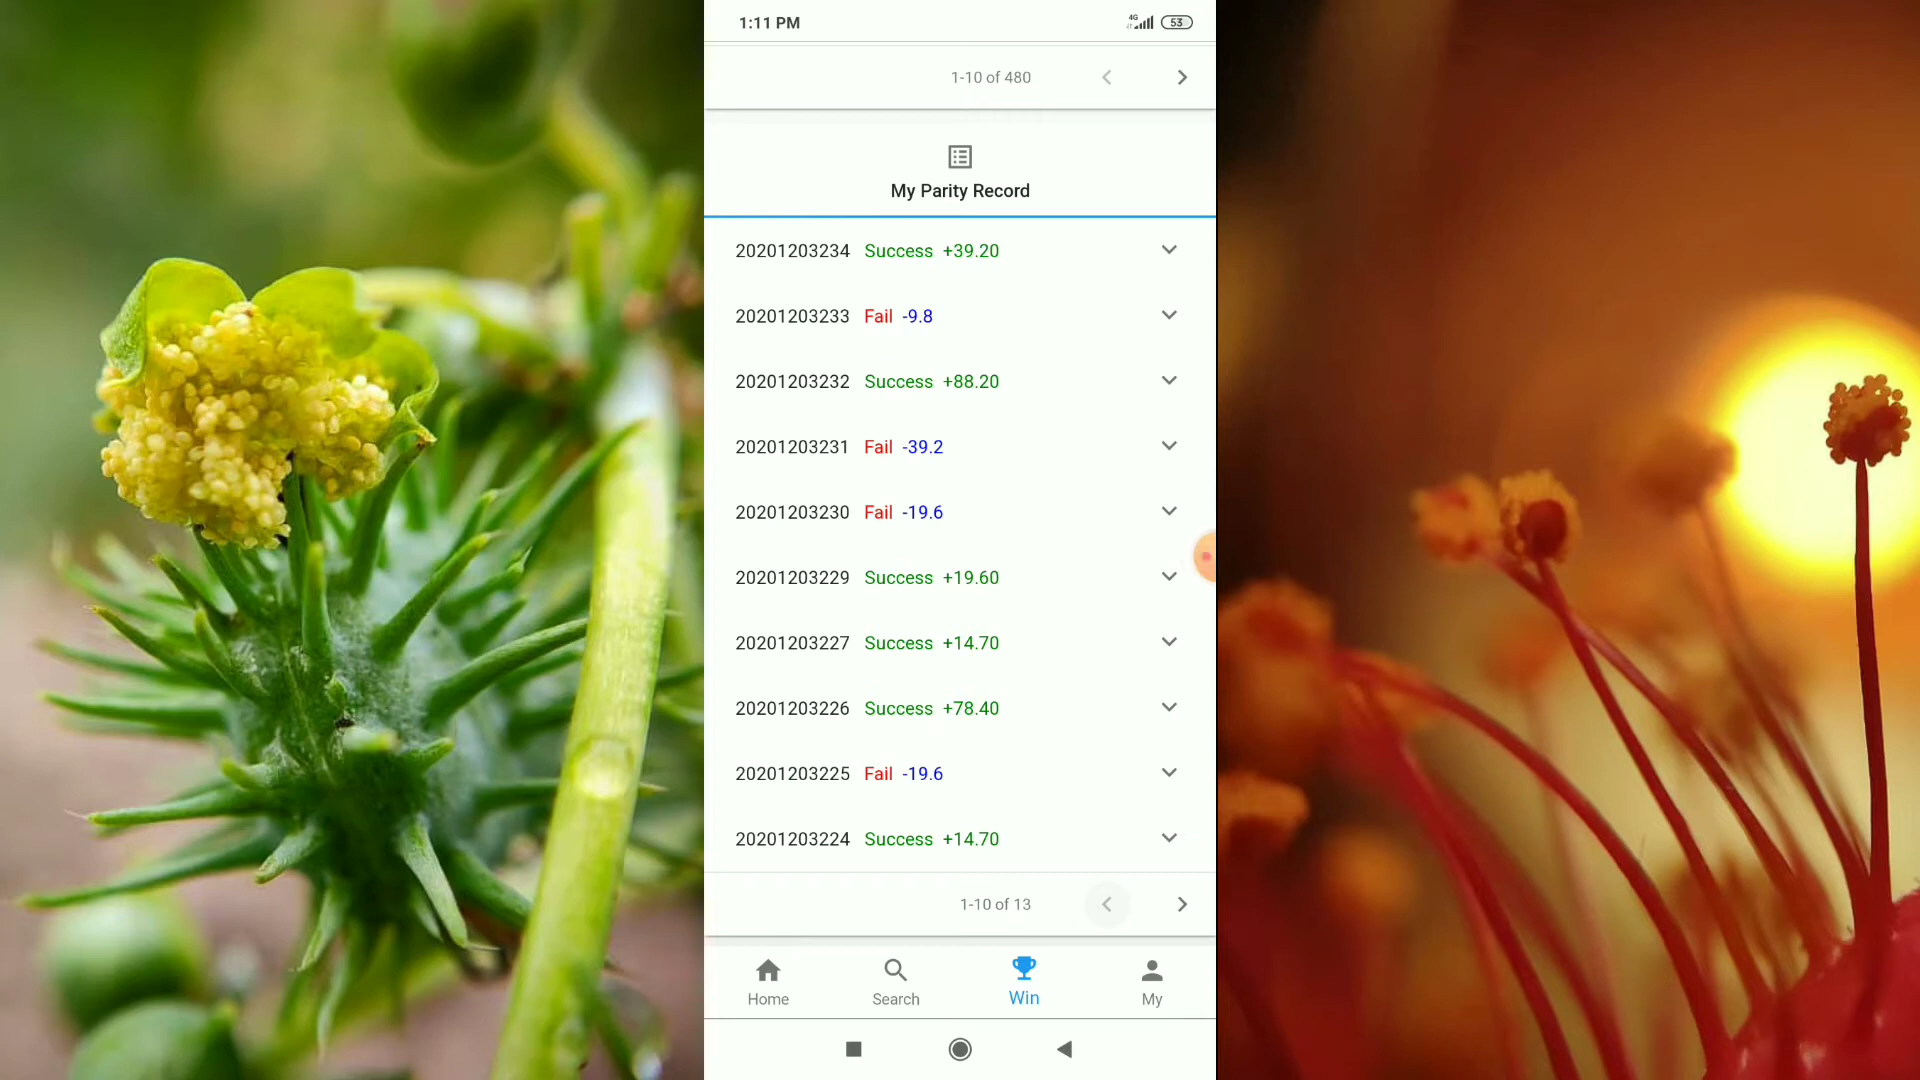 1:11 PM
4G
53
1-10 of 480
My Parity Record
20201203234 Success +39.20
20201203233 Fail -9.8
20201203232 Success +88.20
20201203231 Fail -39.2
20201203230 Fail -19.6
20201203229 Success +19.60
20201203227 Success +14.70
20201203226 Success +78.40
20201203225 Fail -19.6
20201203224 Success +14.70
1-10 of 13
Home Search Win My